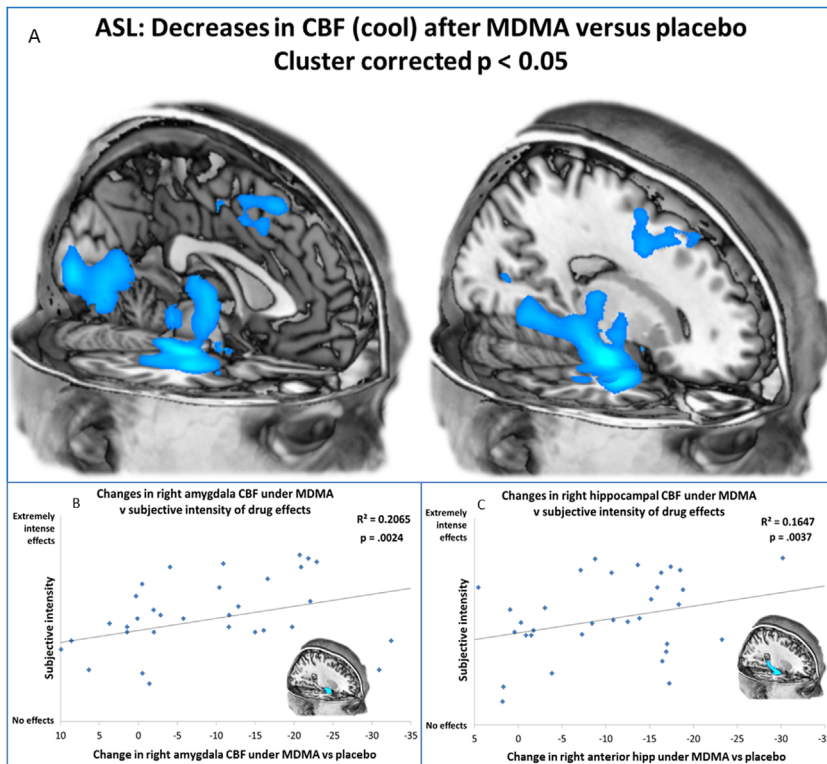 A
ASL: Decreases in CBF (cool) after MDMA versus placebo
Cluster corrected p < 0.05
B
Changes in right amygdala CBF under MDMA
v subjective intensity of drug effects
Extremely
intense
effects
R² = 0.2065
p = .0024
Subjective intensity
No effects
10 5 0 -5 -10 -15 -20 -25 -30 -35
Change in right amygdala CBF under MDMA vs placebo
C
Changes in right hippocampal CBF under MDMA
v subjective intensity of drug effects
Extremely
intense
effects
R² = 0.1647
p = .0037
Subjective intensity
No effects
5 0 -5 -10 -15 -20 -25 -30 -35
Change in right anterior hipp under MDMA vs placebo